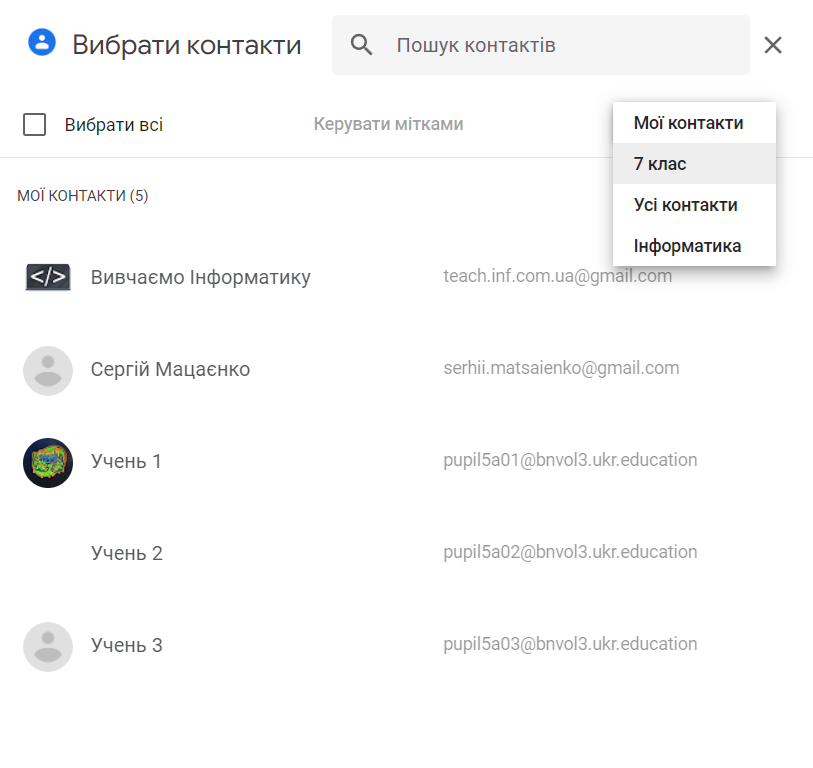 Вибрати контакти
Пошук контактів
Вибрати всі
Керувати мітками
Мої контакти
7 клас
Усі контакти
Інформатика
МОЇ КОНТАКТИ (5)
</> Вивчаємо Інформатику teach.inf.com.ua@gmail.com
Сергій Мацаєнко serhii.matsaienko@gmail.com
Учень 1 pupil5a01@bnvol3.ukr.education
Учень 2 pupil5a02@bnvol3.ukr.education
Учень 3 pupil5a03@bnvol3.ukr.education